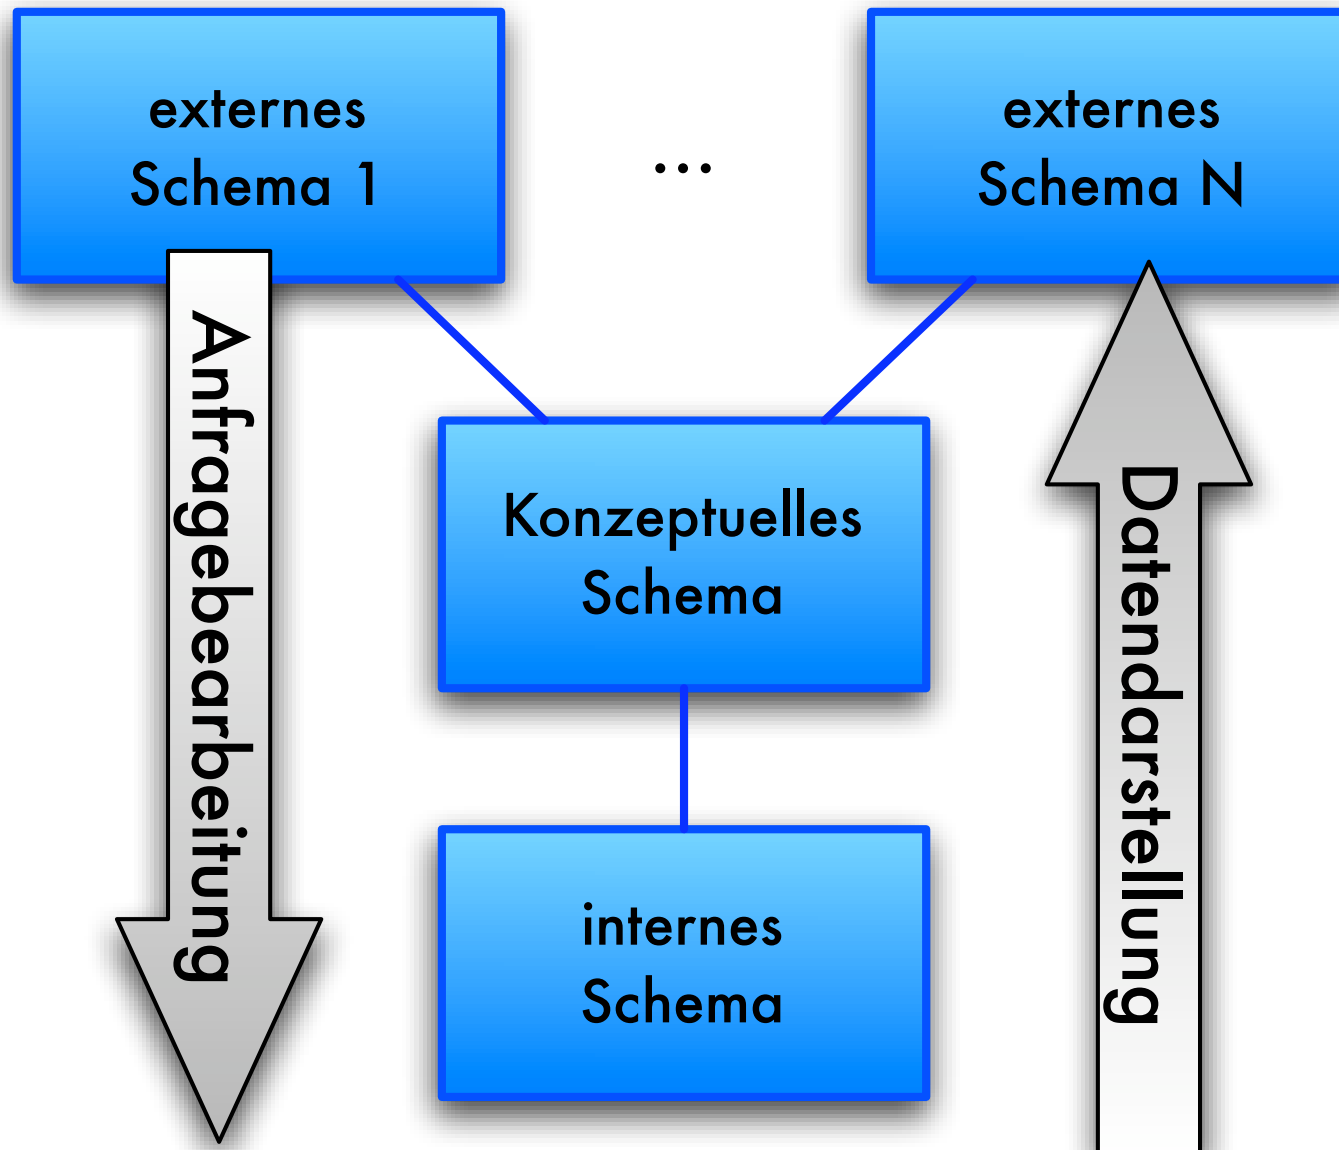 externes
Schema 1
...
externes
Schema N
Anfragebearbeitung
Konzeptuelles
Schema
Datendarstellung
internes
Schema